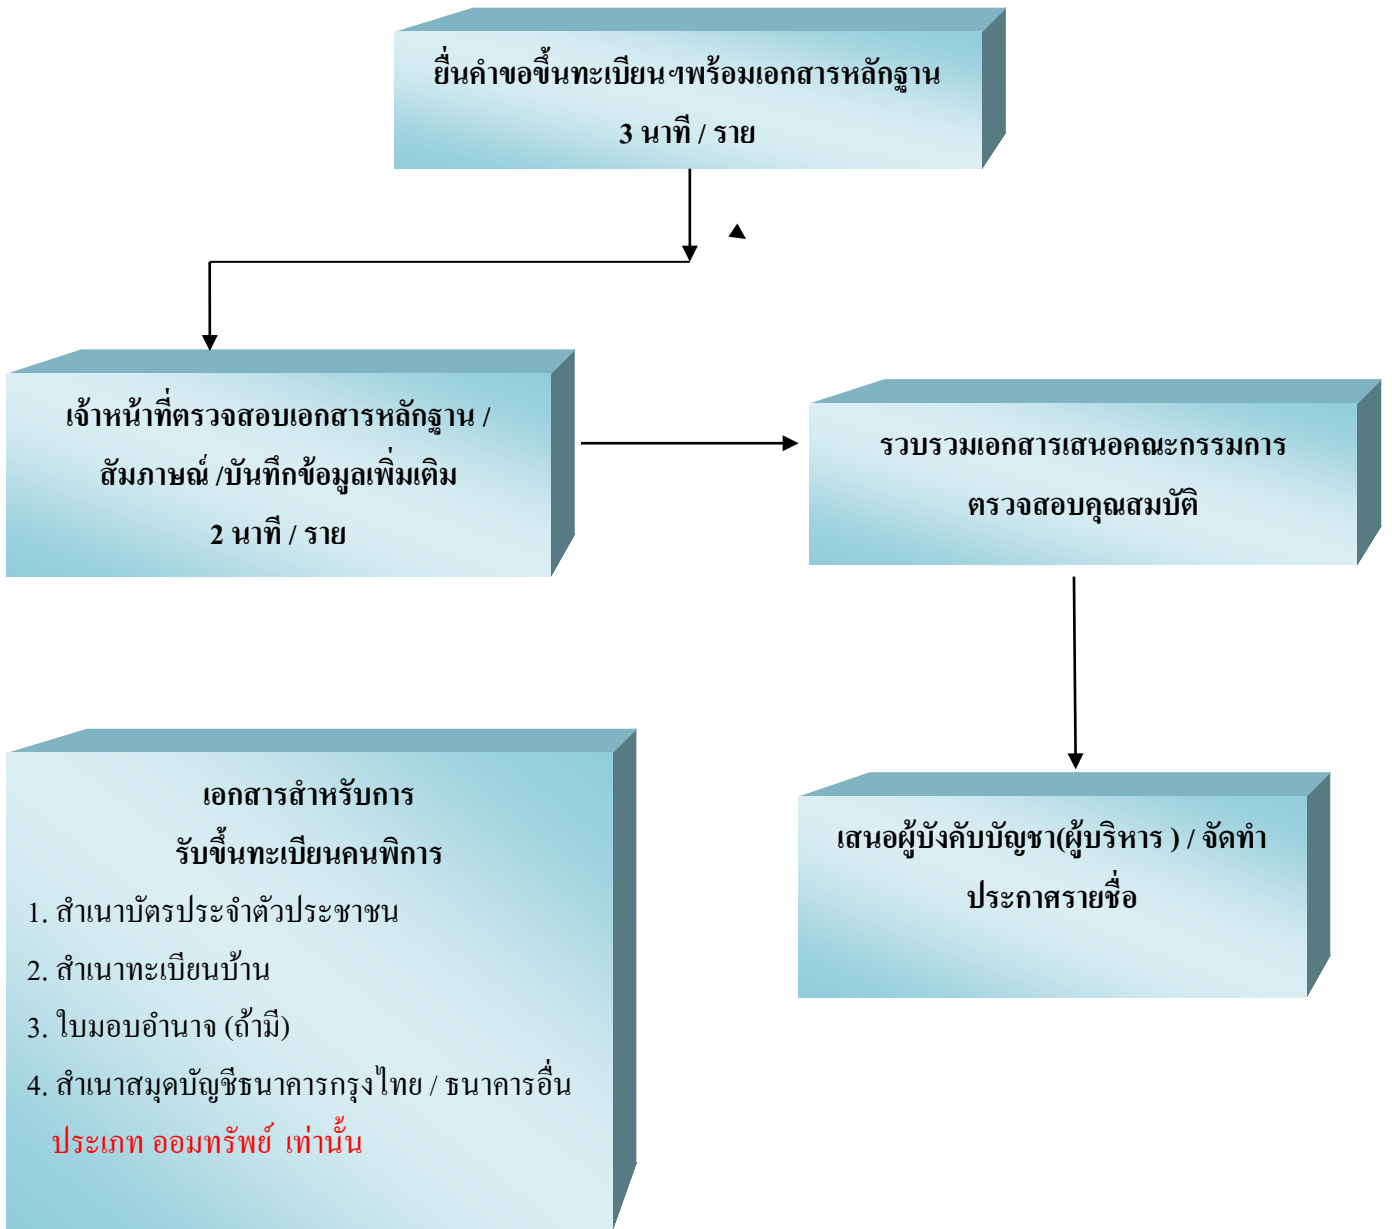 ยื่นคำขอขึ้นทะเบียนฯพร้อมเอกสารหลักฐาน
3 นาที / ราย
เจ้าหน้าที่ตรวจสอบเอกสารหลักฐาน /
สัมภาษณ์ /บันทึกข้อมูลเพิ่มเติม
2 นาที / ราย
รวบรวมเอกสารเสนอคณะกรรมการ
ตรวจสอบคุณสมบัติ
เสนอผู้บังคับบัญชา(ผู้บริหาร ) / จัดทำ
ประกาศรายชื่อ
เอกสารสำหรับการ
รับขึ้นทะเบียนคนพิการ
1. สำเนาบัตรประจำตัวประชาชน
2. สำเนาทะเบียนบ้าน
3. ใบมอบอำนาจ (ถ้ามี)
4. สำเนาสมุดบัญชีธนาคารกรุงไทย / ธนาคารอื่น
ประเภท ออมทรัพย์ เท่านั้น